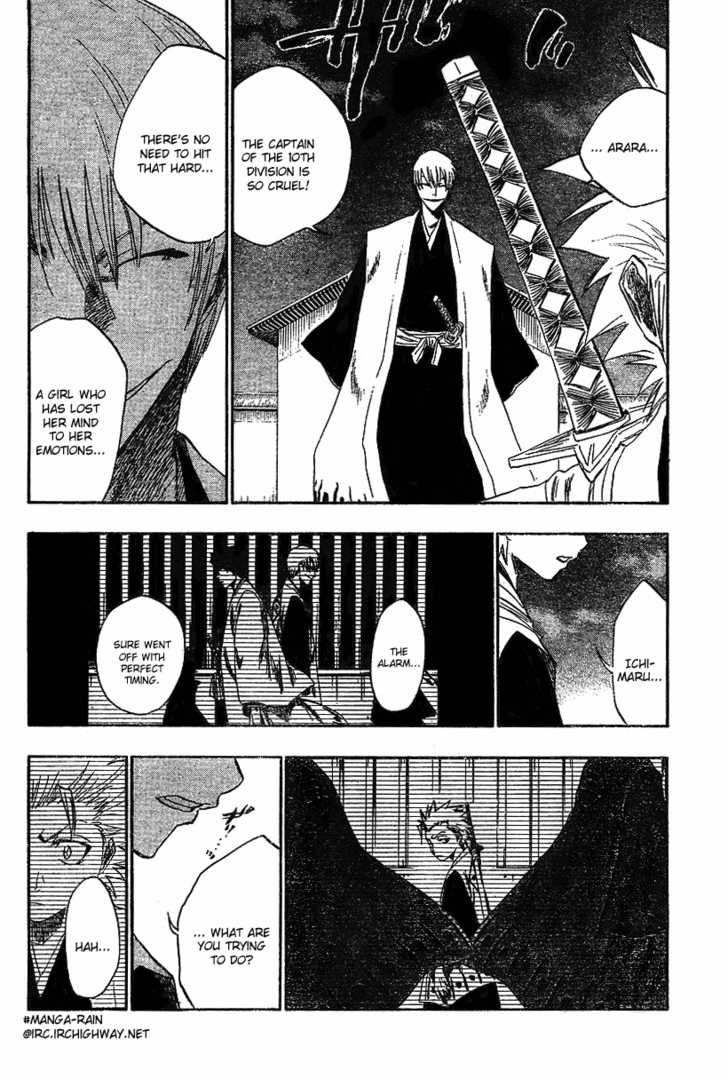 ... ARARA...
THE CAPTAIN
OF THE 10TH
DIVISION IS
SO CRUEL!
THERE'S NO
NEED TO HIT
THAT HARD...
A GIRL WHO
HAS LOST
HER MIND
TO HER
EMOTIONS...
ICHI-
MARU...
THE
ALARM...
SURE WENT
OFF WITH
PERFECT
TIMING.
... WHAT ARE
YOU TRYING
TO DO?
HAH...
#MANGA-RAIN
@IRC.IRCHIGHWAY.NET